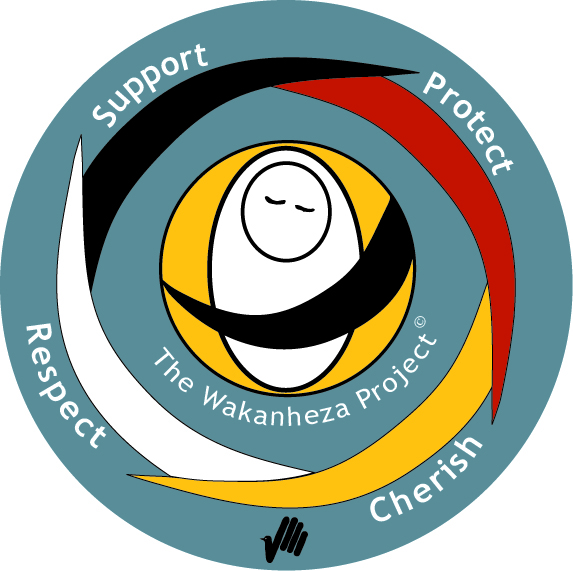 Support
Protect
Respect
Cherish
The Wakanheza Project ©